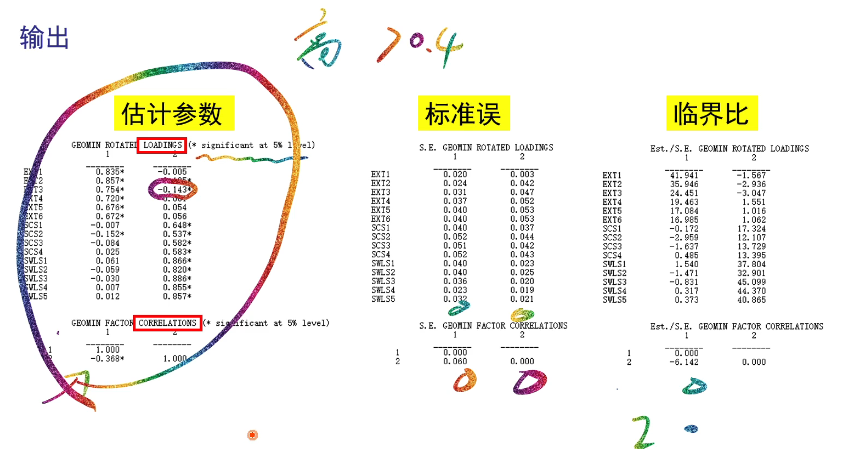 输出
高 >0.4
估计参数
GEOMIN ROTATED LOADINGS (* significant at 5% level)
1 2
EXT1 0.835* -0.005
EXT2 0.857*
EXT3 0.754* -0.143*
EXT4 0.720*
EXT5 0.676* 0.054
EXT6 0.672* 0.056
SCS1 -0.007 0.648*
SCS2 -0.152* 0.537*
SCS3 -0.084 0.582*
SCS4 0.025 0.583*
SWLS1 0.061 0.866*
SWLS2 -0.059 0.820*
SWLS3 -0.030 0.886*
SWLS4 0.007 0.855*
SWLS5 0.012 0.857*
GEOMIN FACTOR CORRELATIONS (* significant at 5% level)
1 2
1 1.000
-0.368* 1.000
标准误
S.E. GEOMIN ROTATED LOADINGS
1 2
EXT1 0.020 0.003
EXT2 0.024 0.042
EXT3 0.031 0.047
EXT4 0.037 0.052
EXT5 0.040 0.053
EXT6 0.040 0.053
SCS1 0.040 0.037
SCS2 0.052 0.044
SCS3 0.051 0.042
SCS4 0.052 0.043
SWLS1 0.040 0.023
SWLS2 0.040 0.025
SWLS3 0.036 0.020
SWLS4 0.023 0.019
SWLS5 0.032 0.021
S.E. GEOMIN FACTOR CORRELATIONS
1 2
1 0.000
2 0.060 0.000
临界比
Est./S.E. GEOMIN ROTATED LOADINGS
1 2
EXT1 41.941 -1.567
EXT2 35.946 -2.936
EXT3 24.451 -3.047
EXT4 19.463 1.551
EXT5 17.084 1.016
EXT6 16.985 1.062
SCS1 -0.172 17.324
SCS2 -2.959 12.107
SCS3 -1.637 13.729
SCS4 0.485 13.395
SWLS1 1.540 37.804
SWLS2 -1.471 32.901
SWLS3 -0.831 45.099
SWLS4 0.317 44.370
SWLS5 0.373 40.865
Est./S.E. GEOMIN FACTOR CORRELATIONS
1 2
1 0.000
2 -6.142 0.000
2